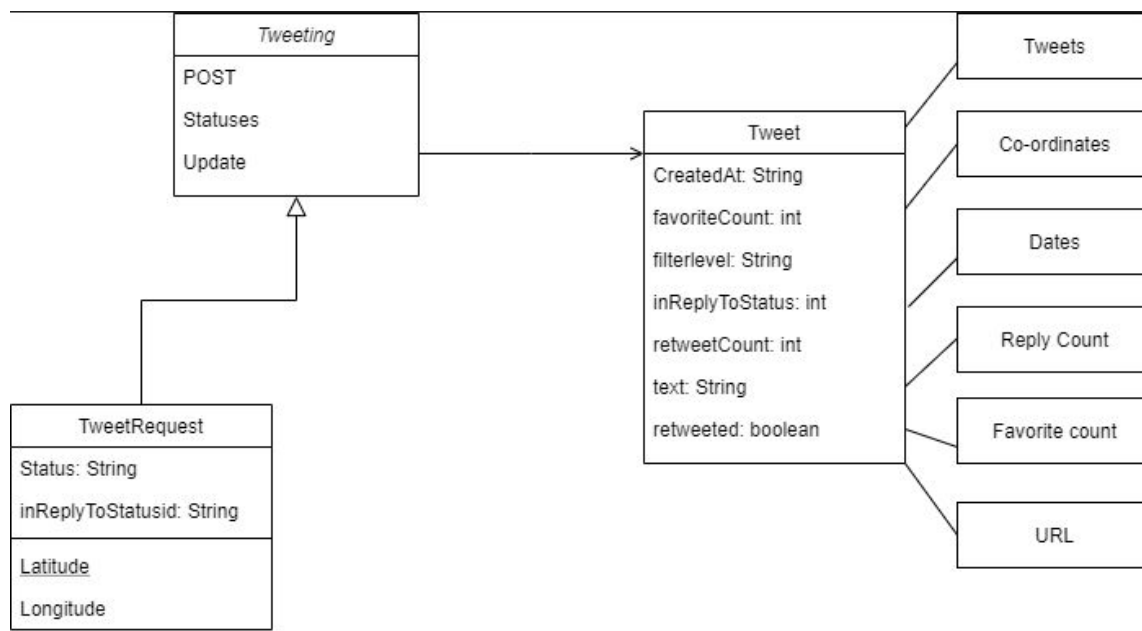 Tweeting
POST
Statuses
Update
TweetRequest
Status: String
inReplyToStatusid: String
Latitude
Longitude
Tweet
CreatedAt: String
favoriteCount: int
filterlevel: String
inReplyToStatus: int
retweetCount: int
text: String
retweeted: boolean
Tweets
Co-ordinates
Dates
Reply Count
Favorite count
URL